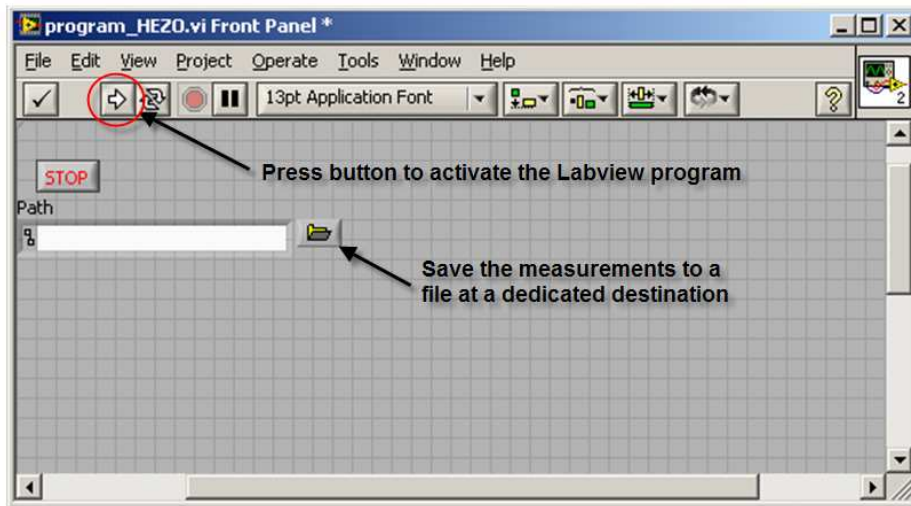 program_HEZO.vi Front Panel *
File Edit View Project Operate Tools Window Help
13pt Application Font
2
Press button to activate the Labview program
STOP
Path
Save the measurements to a
file at a dedicated destination